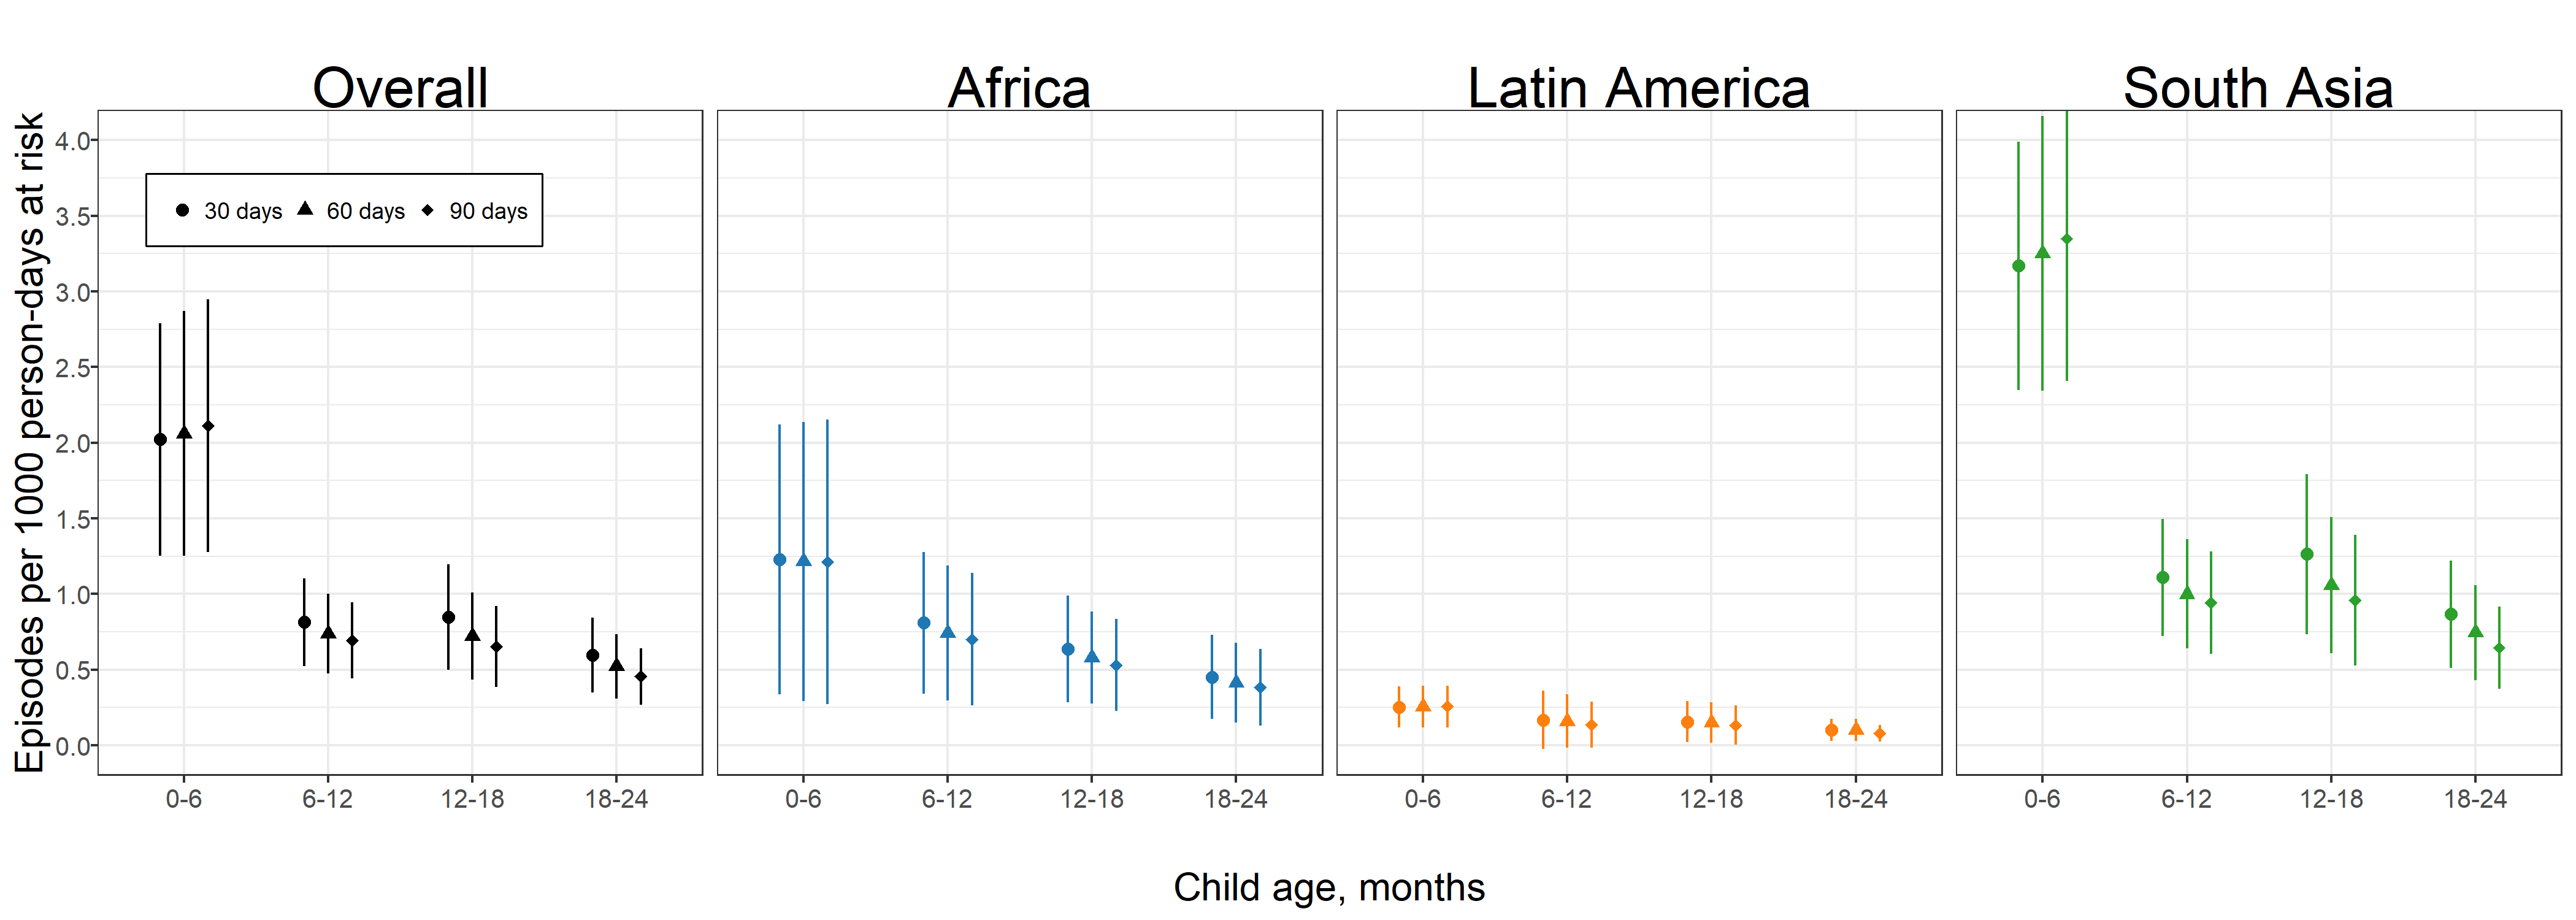 Overall Africa Latin America South Asia
Episodes per 1000 person-days at risk
4.0
3.5
3.0
2.5
2.0
1.5
1.0
0.5
0.0
30 days 60 days 90 days
0-6 6-12 12-18 18-24 0-6 6-12 12-18 18-24 0-6 6-12 12-18 18-24 0-6 6-12 12-18 18-24
Child age, months